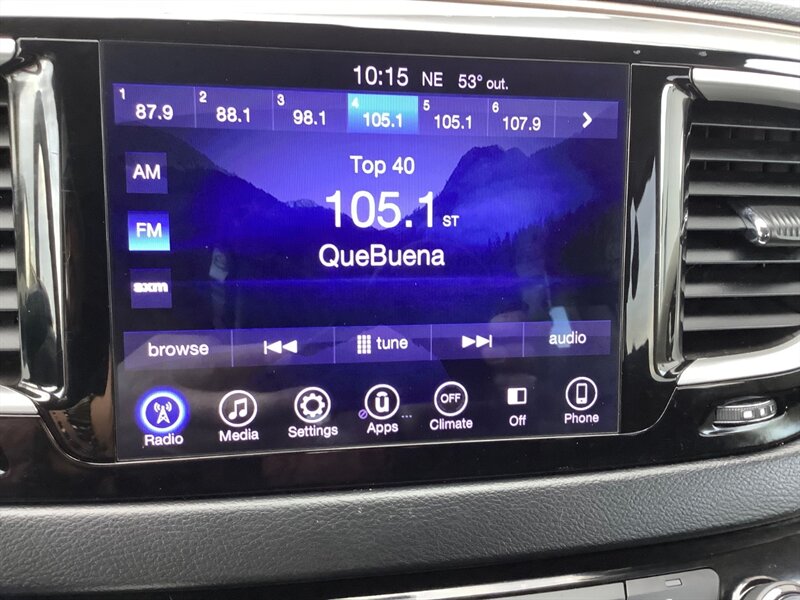 10:15 NE 53° out.
1 2 3 4 5 6
87.9 88.1 98.1 105.1 105.1 107.9
AM
Top 40
FM
105.1 ST
QueBuena
sxm
browse tune audio
OFF
Radio Media Settings Apps... Climate Off Phone